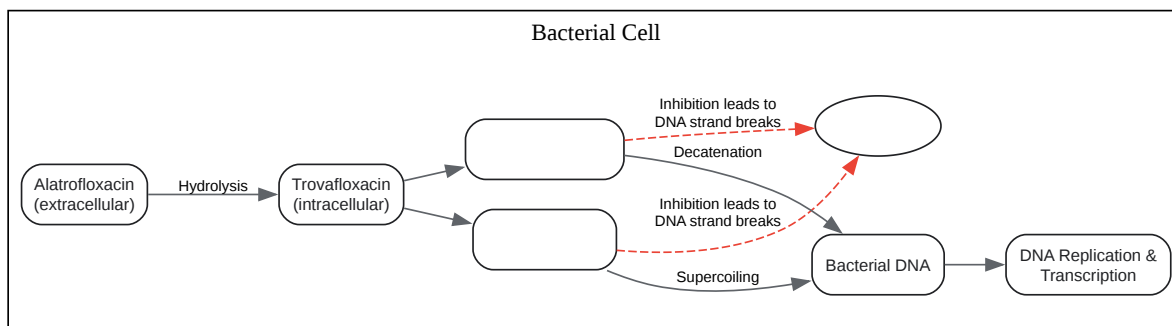 Bacterial Cell
Inhibition leads to
DNA strand breaks
Decatenation
Alatrofloxacin
(extracellular)
Hydrolysis
Trovafloxacin
(intracellular)
Inhibition leads to
DNA strand breaks
Supercoiling
Bacterial DNA
DNA Replication &
Transcription